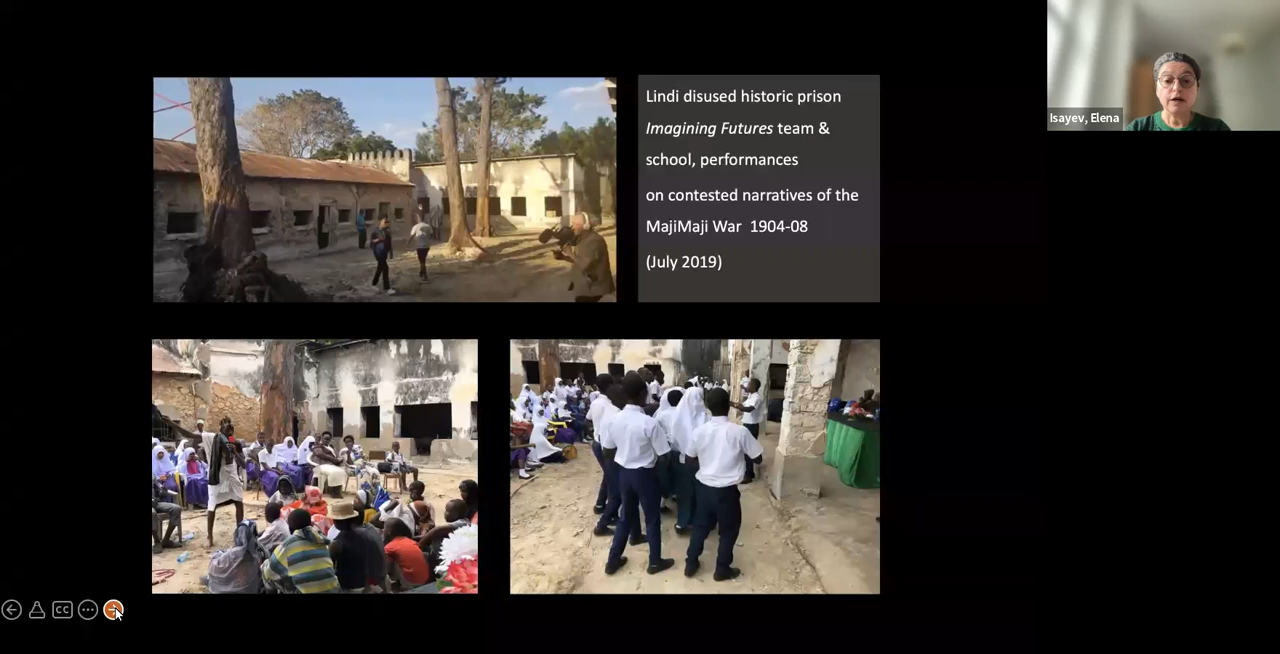 Lindi disused historic prison
Imagining Futures team &
school, performances
on contested narratives of the
MajiMaji War 1904-08
(July 2019)
Isayev, Elena
CC